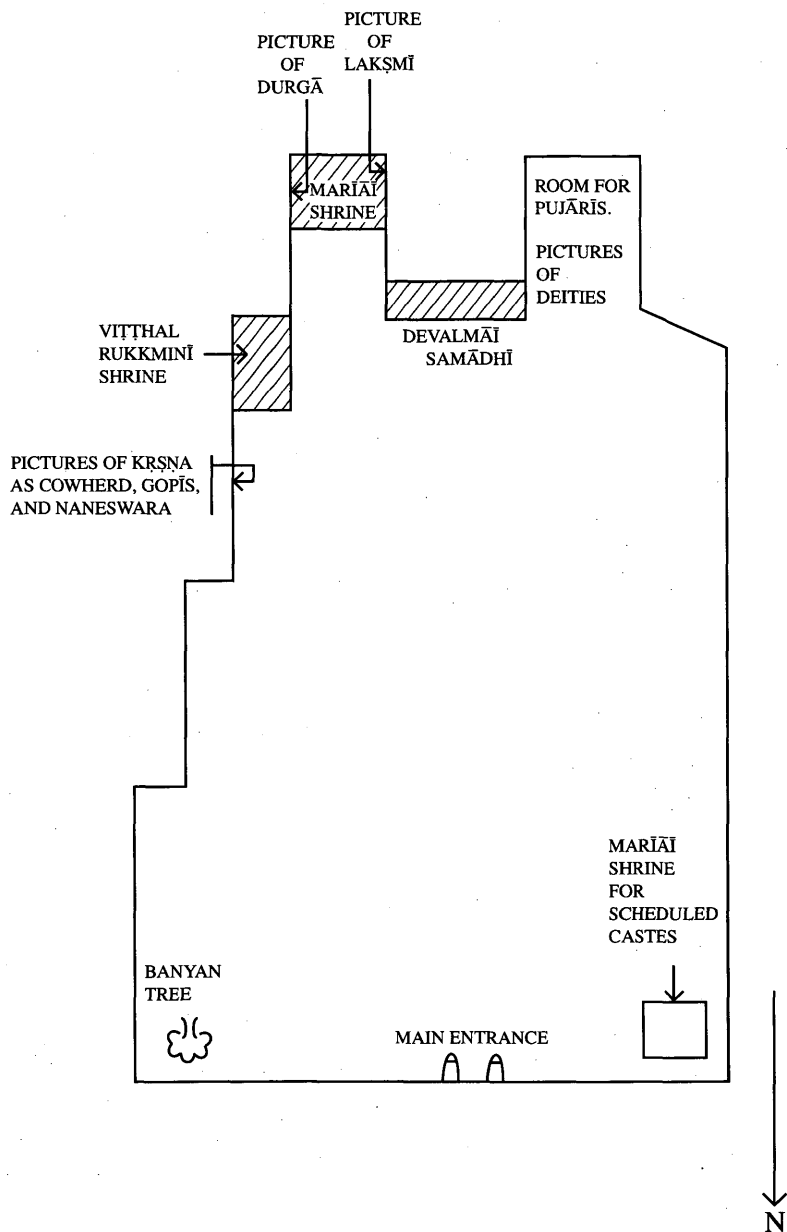 PICTURE
OF
DURGĀ
PICTURE
OF
LAKṢMĪ
MARĪĀĪ
SHRINE
ROOM FOR
PUJĀRĪS.
PICTURES
OF
DEITIES
DEVALMĀĪ
SAMĀDHĪ
VIṬṬHAL
RUKKMINĪ
SHRINE
PICTURES OF KṚṢṆA
AS COWHERD, GOPĪS,
AND NANESWARA
MARĪĀĪ
SHRINE
FOR
SCHEDULED
CASTES
BANYAN
TREE
MAIN ENTRANCE
N